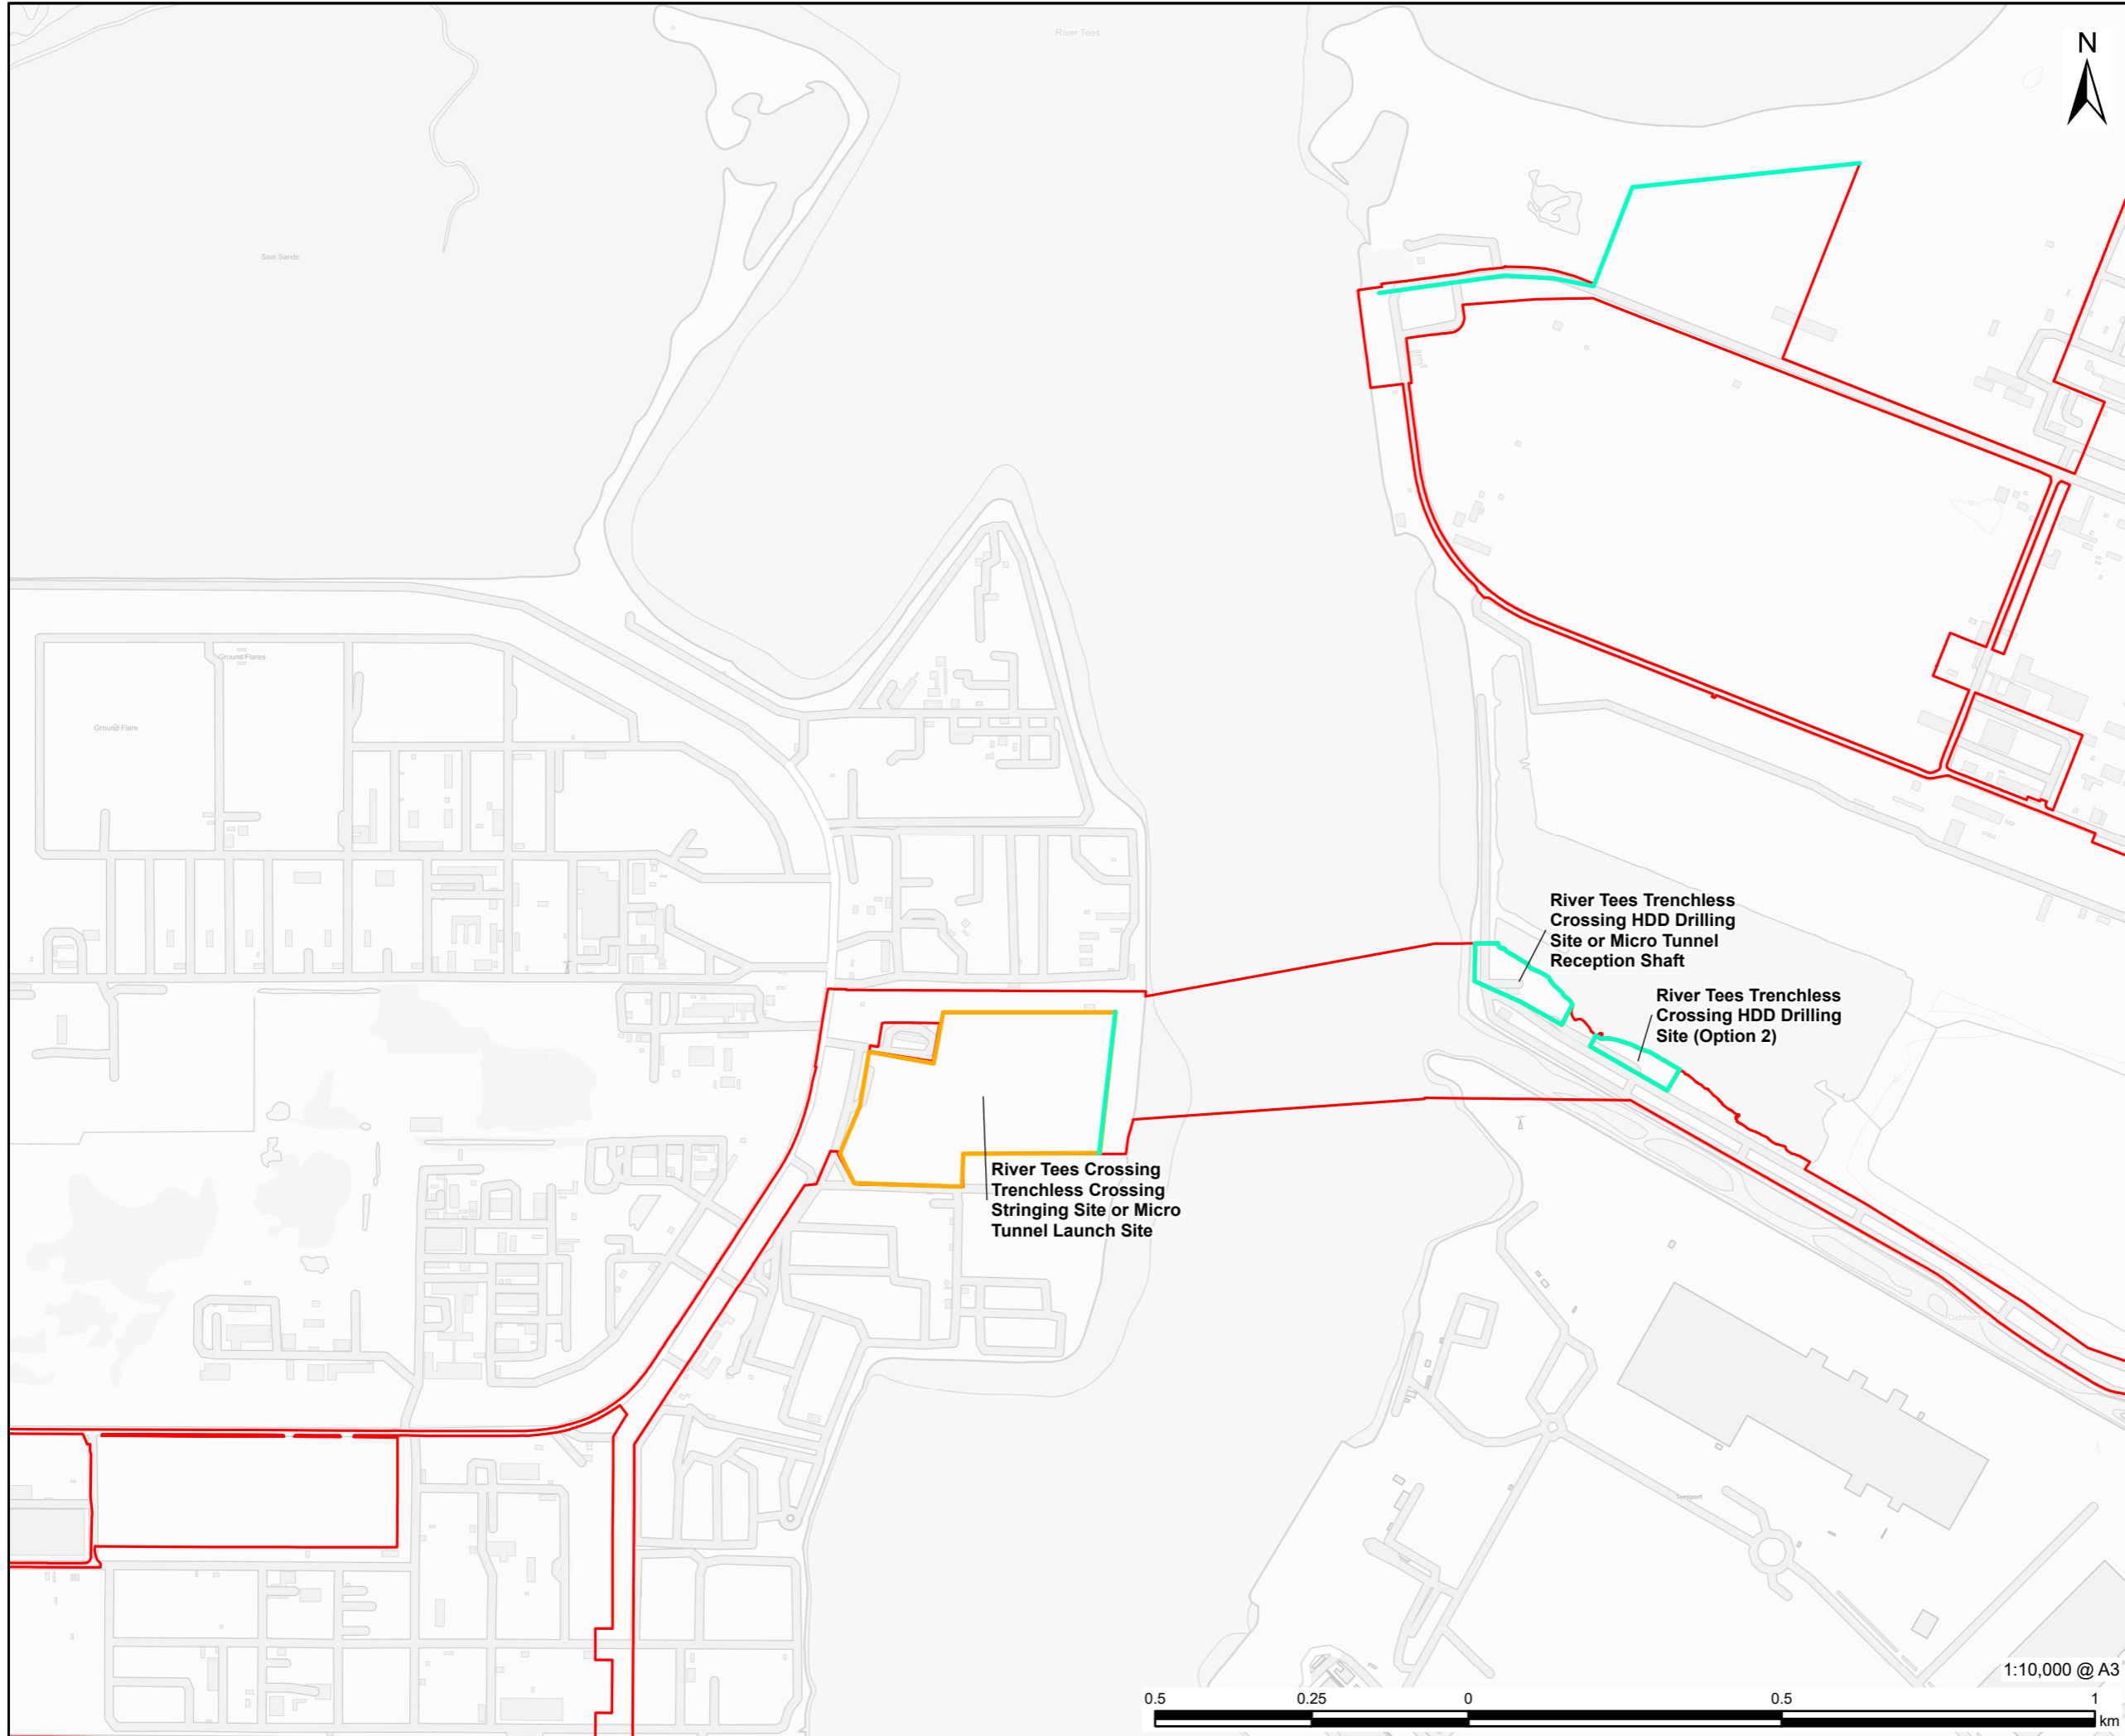 River Tees
N
Seal Sands
Ground Flares
Ground Flare
River Tees Trenchless
Crossing HDD Drilling
Site or Micro Tunnel
Reception Shaft
River Tees Trenchless
Crossing HDD Drilling
Site (Option 2)
River Tees Crossing
Trenchless Crossing
Stringing Site or Micro
Tunnel Launch Site
Teesport
1:10,000 @ A3
0.5 0.25 0 0.5 1
km